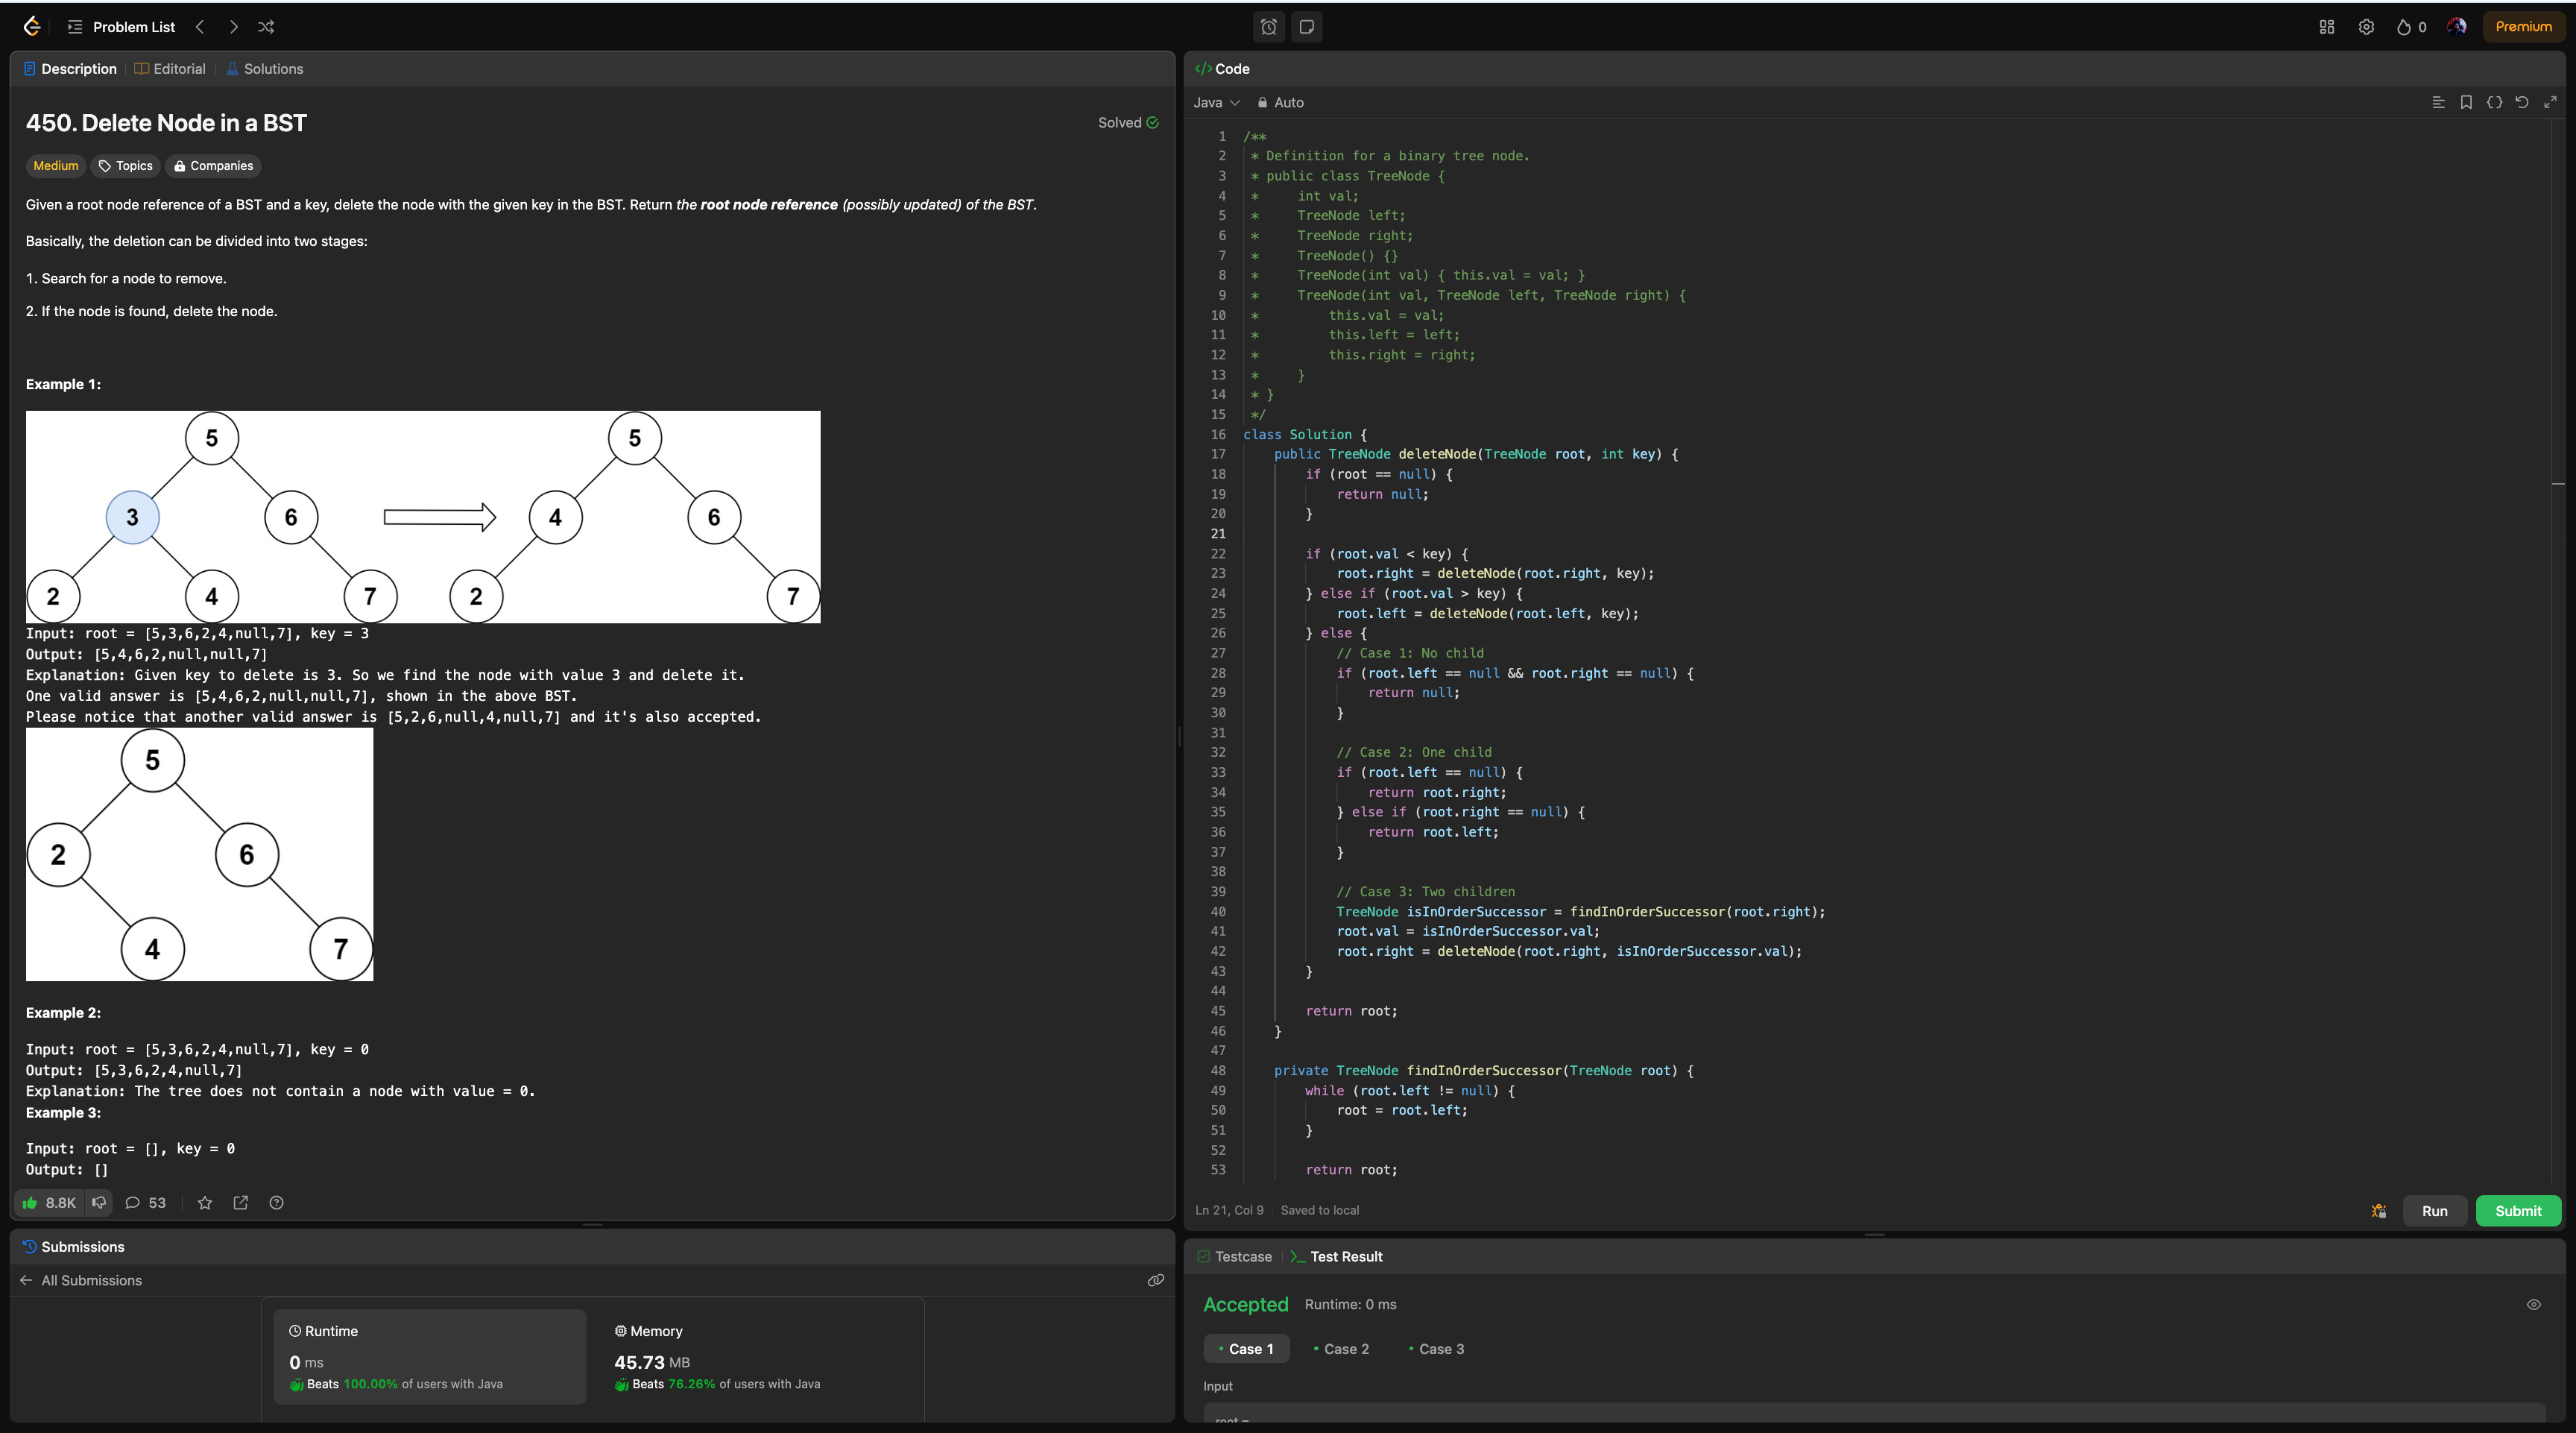 Problem List
0
Premium
Description
Editorial
Solutions
450. Delete Node in a BST
Solved
Medium
Topics
Companies
Given a root node reference of a BST and a key, delete the node with the given key in the BST. Return the root node reference (possibly updated) of the BST.
Basically, the deletion can be divided into two stages:
1. Search for a node to remove.
2. If the node is found, delete the node.
Example 1:
5
5
3
6
4
6
2
4
7
2
7
Input: root = [5,3,6,2,4,null,7], key = 3
Output: [5,4,6,2,null,null,7]
Explanation: Given key to delete is 3. So we find the node with value 3 and delete it.
One valid answer is [5,4,6,2,null,null,7], shown in the above BST.
Please notice that another valid answer is [5,2,6,null,4,null,7] and it's also accepted.
5
2
6
4
7
Example 2:
Input: root = [5,3,6,2,4,null,7], key = 0
Output: [5,3,6,2,4,null,7]
Explanation: The tree does not contain a node with value = 0.
Example 3:
Input: root = [], key = 0
Output: []
8.8K
53
Submissions
All Submissions
Runtime
0 ms
Beats 100.00% of users with Java
Memory
45.73 MB
Beats 76.26% of users with Java
</> Code
Java
Auto
1 /**
2 * Definition for a binary tree node.
3 * public class TreeNode {
4 *     int val;
5 *     TreeNode left;
6 *     TreeNode right;
7 *     TreeNode() {}
8 *     TreeNode(int val) { this.val = val; }
9 *     TreeNode(int val, TreeNode left, TreeNode right) {
10 *         this.val = val;
11 *         this.left = left;
12 *         this.right = right;
13 *     }
14 * }
15 */
16 class Solution {
17     public TreeNode deleteNode(TreeNode root, int key) {
18         if (root == null) {
19             return null;
20         }
21
22         if (root.val < key) {
23             root.right = deleteNode(root.right, key);
24         } else if (root.val > key) {
25             root.left = deleteNode(root.left, key);
26         } else {
27             // Case 1: No child
28             if (root.left == null && root.right == null) {
29                 return null;
30             }
31
32             // Case 2: One child
33             if (root.left == null) {
34                 return root.right;
35             } else if (root.right == null) {
36                 return root.left;
37             }
38
39             // Case 3: Two children
40             TreeNode isInOrderSuccessor = findInOrderSuccessor(root.right);
41             root.val = isInOrderSuccessor.val;
42             root.right = deleteNode(root.right, isInOrderSuccessor.val);
43         }
44
45         return root;
46     }
47
48     private TreeNode findInOrderSuccessor(TreeNode root) {
49         while (root.left != null) {
50             root = root.left;
51         }
52
53         return root;
Ln 21, Col 9
Saved to local
Run
Submit
Testcase
Test Result
Accepted
Runtime: 0 ms
Case 1
Case 2
Case 3
Input
root =